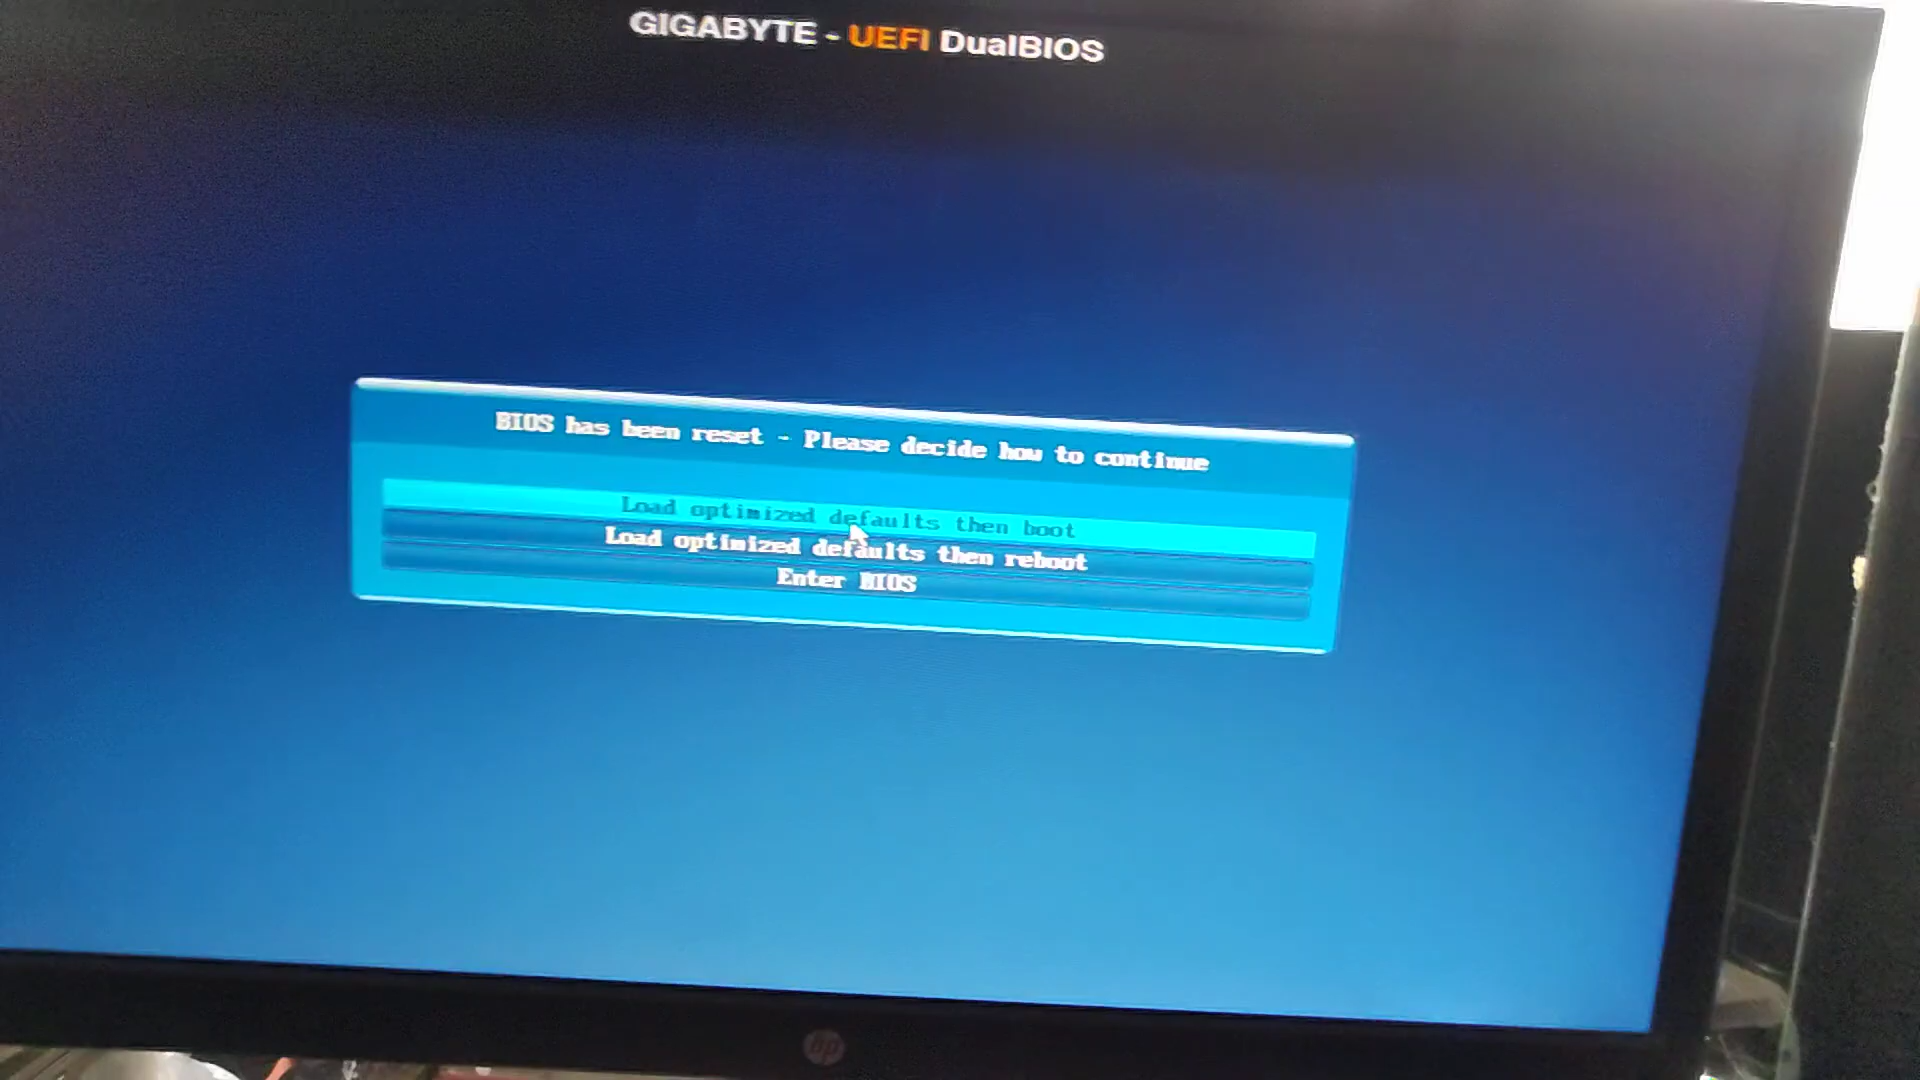 GIGABYTE - UEFI DualBIOS
BIOS has been reset - Please decide how to continue
Load optimized defaults then boot
Load optimized defaults then reboot
Enter BIOS
hp